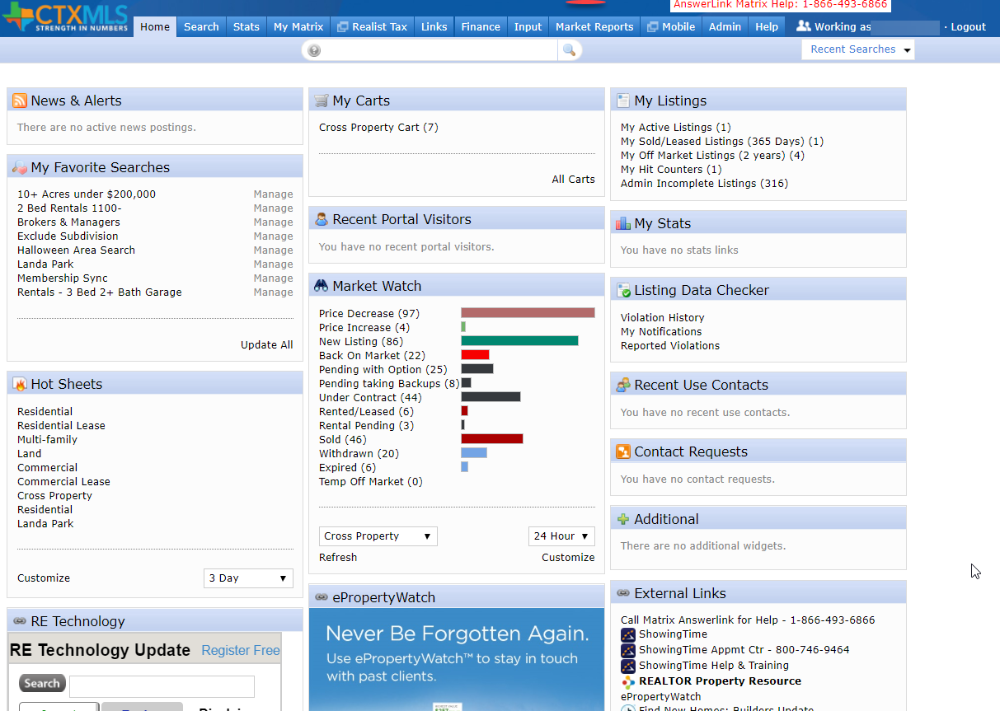 AnswerLink Matrix Help: 1-866-493-6866
CTXMLS
STRENGTH IN NUMBERS
Home Search Stats My Matrix Realist Tax Links Finance Input Market Reports Mobile Admin Help Working as · Logout
Recent Searches
News & Alerts
There are no active news postings.
My Favorite Searches
10+ Acres under $200,000 Manage
2 Bed Rentals 1100- Manage
Brokers & Managers Manage
Exclude Subdivision Manage
Halloween Area Search Manage
Landa Park Manage
Membership Sync Manage
Rentals - 3 Bed 2+ Bath Garage Manage
Update All
Hot Sheets
Residential
Residential Lease
Multi-family
Land
Commercial
Commercial Lease
Cross Property
Residential
Landa Park
Customize 3 Day
RE Technology
RE Technology Update Register Free
Search
My Carts
Cross Property Cart (7)
All Carts
Recent Portal Visitors
You have no recent portal visitors.
Market Watch
Price Decrease (97)
Price Increase (4)
New Listing (86)
Back On Market (22)
Pending with Option (25)
Pending taking Backups (8)
Under Contract (44)
Rented/Leased (6)
Rental Pending (3)
Sold (46)
Withdrawn (20)
Expired (6)
Temp Off Market (0)
Cross Property 24 Hour
Refresh Customize
ePropertyWatch
Never Be Forgotten Again.
Use ePropertyWatch™ to stay in touch
with past clients.
My Listings
My Active Listings (1)
My Sold/Leased Listings (365 Days) (1)
My Off Market Listings (2 years) (4)
My Hit Counters (1)
Admin Incomplete Listings (316)
My Stats
You have no stats links
Listing Data Checker
Violation History
My Notifications
Reported Violations
Recent Use Contacts
You have no recent use contacts.
Contact Requests
You have no contact requests.
Additional
There are no additional widgets.
External Links
Call Matrix Answerlink for Help - 1-866-493-6866
ShowingTime
ShowingTime Appmt Ctr - 800-746-9464
ShowingTime Help & Training
REALTOR Property Resource
ePropertyWatch
Find New Homes: Builders Update